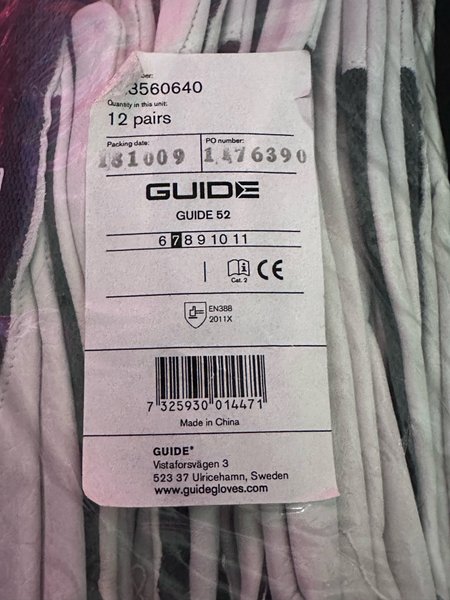 Quantity in this unit:
12 pairs
Packing date:
PO number:
181009
GUIDE
GUIDE 52
6 7 8 9 10 11
Cat. 2
CE
EN388
2011X
7 325930 014471
Made in China
GUIDE®
Vistaforsvägen 3
523 37 Ulricehamn, Sweden
www.guidegloves.com